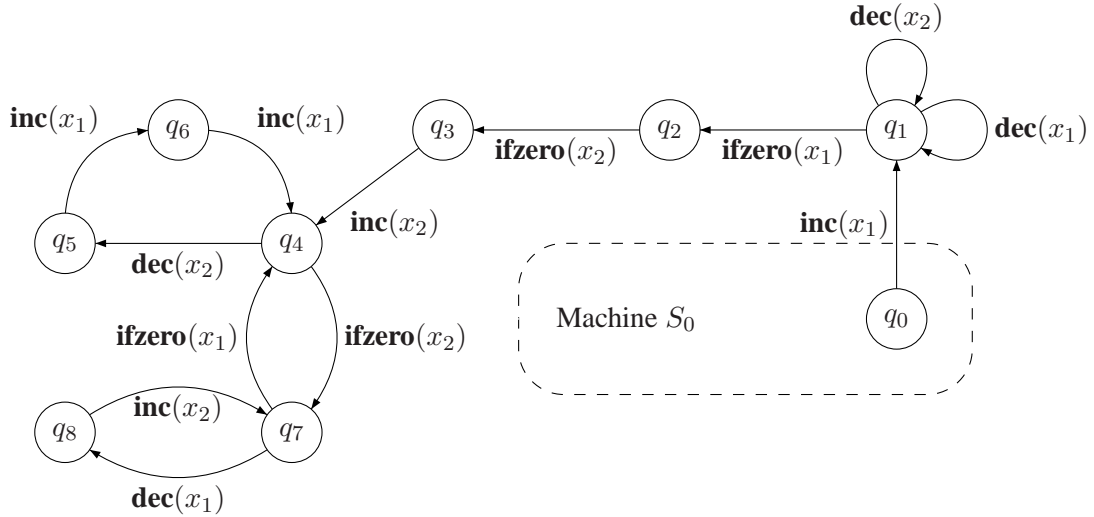 dec(x₂)
inc(x₁)
q₆
inc(x₁)
q₃
ifzero(x₂)
q₂
ifzero(x₁)
q₁
dec(x₁)
q₅
dec(x₂)
q₄
inc(x₂)
inc(x₁)
ifzero(x₁)
ifzero(x₂)
Machine S₀
q₀
q₈
inc(x₂)
q₇
dec(x₁)